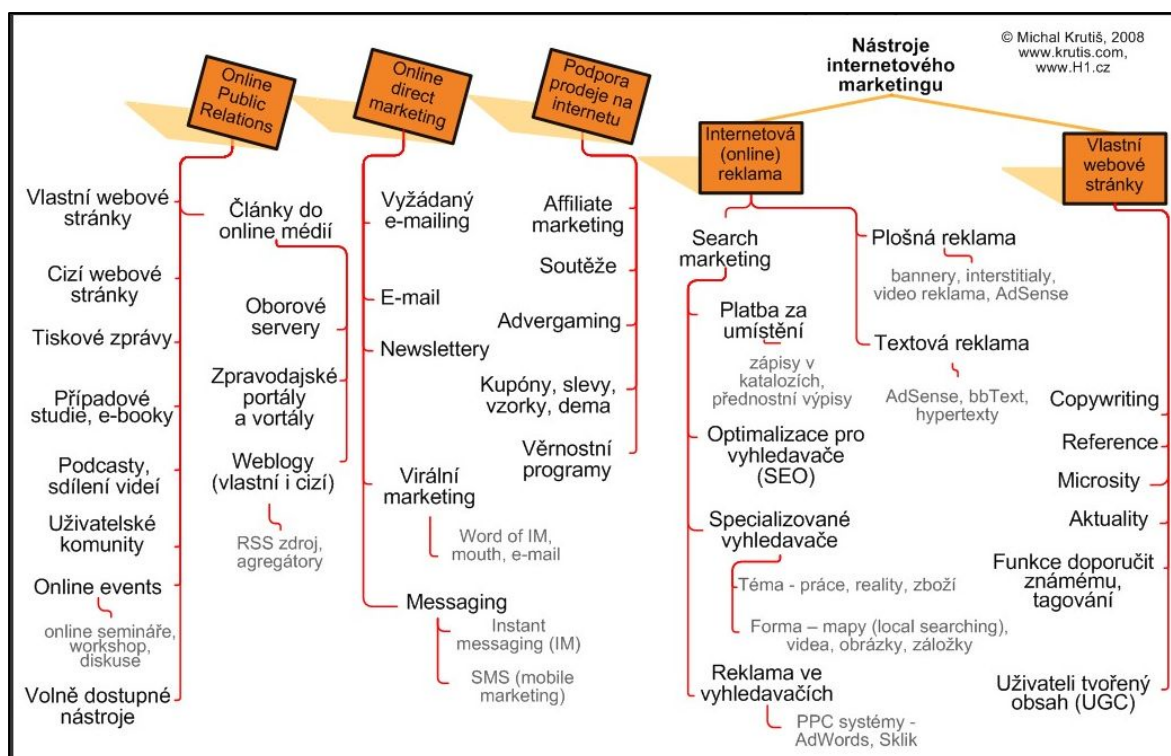 © Michal Krutiš, 2008
www.krutis.com,
www.H1.cz
Nástroje
internetového
marketingu
Online
Public
Relations
Vlastní webové
stránky
Cizí webové
stránky
Tiskové zprávy
Případové
studie, e-booky
Podcasty,
sdílení videí
Uživatelské
komunity
Online events
online semináře,
workshop,
diskuse
Volně dostupné
nástroje
Články do
online médií
Oborové
servery
Zpravodajské
portály
a vortály
Weblogy
(vlastní i cizí)
RSS zdroj,
agregátory
Online
direct
marketing
Vyžádaný
e-mailing
E-mail
Newslettery
Virální
marketing
Word of IM,
mouth, e-mail
Messaging
Instant
messaging (IM)
SMS (mobile
marketing)
Podpora
prodeje na
internetu
Affiliate
marketing
Soutěže
Advergaming
Kupóny, slevy,
vzorky, dema
Věrnostní
programy
Internetová
(online)
reklama
Search
marketing
Platba za
umístění
zápisy v
katalozích,
přednostní výpisy
Optimalizace pro
vyhledavače
(SEO)
Specializované
vyhledavače
Téma - práce, reality, zboží
Forma – mapy (local searching),
videa, obrázky, záložky
Reklama ve
vyhledavačích
PPC systémy -
AdWords, Sklik
Plošná reklama
bannery, interstitialy,
video reklama, AdSense
Textová reklama
AdSense, bbText,
hypertexty
Vlastní
webové
stránky
Copywriting
Reference
Microsity
Aktuality
Funkce doporučit
známému,
tagování
Uživateli tvořený
obsah (UGC)